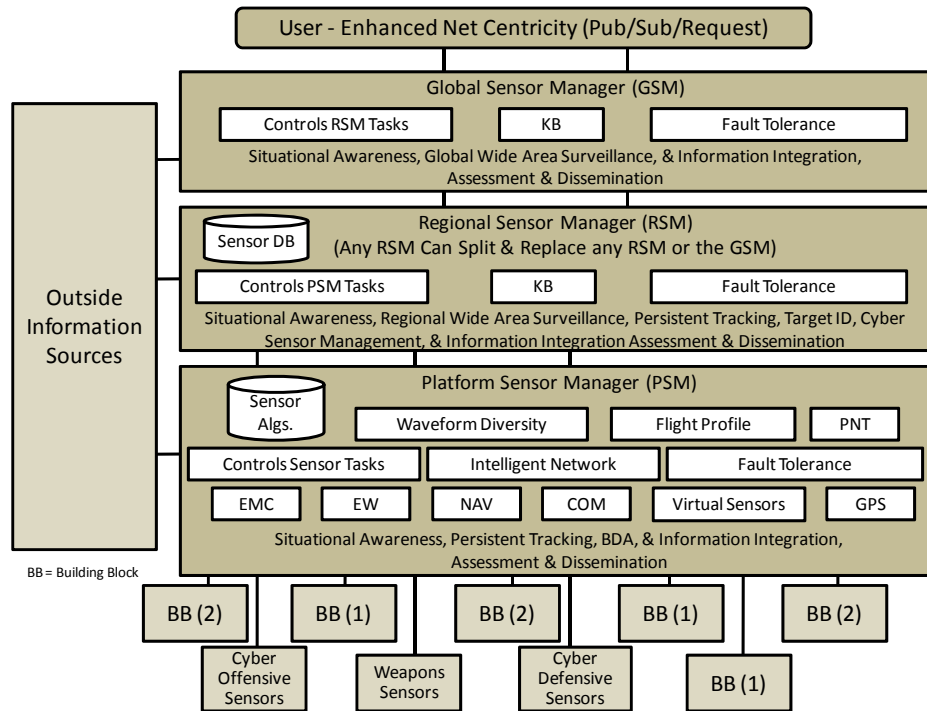 User - Enhanced Net Centricity (Pub/Sub/Request)
Global Sensor Manager (GSM)
Controls RSM Tasks
KB
Fault Tolerance
Situational Awareness, Global Wide Area Surveillance, & Information Integration,
Assessment & Dissemination
Outside
Information
Sources
Regional Sensor Manager (RSM)
(Any RSM Can Split & Replace any RSM or the GSM)
Sensor DB
Controls PSM Tasks
KB
Fault Tolerance
Situational Awareness, Regional Wide Area Surveillance, Persistent Tracking, Target ID, Cyber
Sensor Management, & Information Integration Assessment & Dissemination
Platform Sensor Manager (PSM)
Sensor
Algs.
Waveform Diversity
Flight Profile
PNT
Controls Sensor Tasks
Intelligent Network
Fault Tolerance
EMC
EW
NAV
COM
Virtual Sensors
GPS
Situational Awareness, Persistent Tracking, BDA, & Information Integration,
Assessment & Dissemination
BB = Building Block
BB (2)
BB (1)
BB (2)
BB (1)
BB (2)
Cyber
Offensive
Sensors
Weapons
Sensors
Cyber
Defensive
Sensors
BB (1)